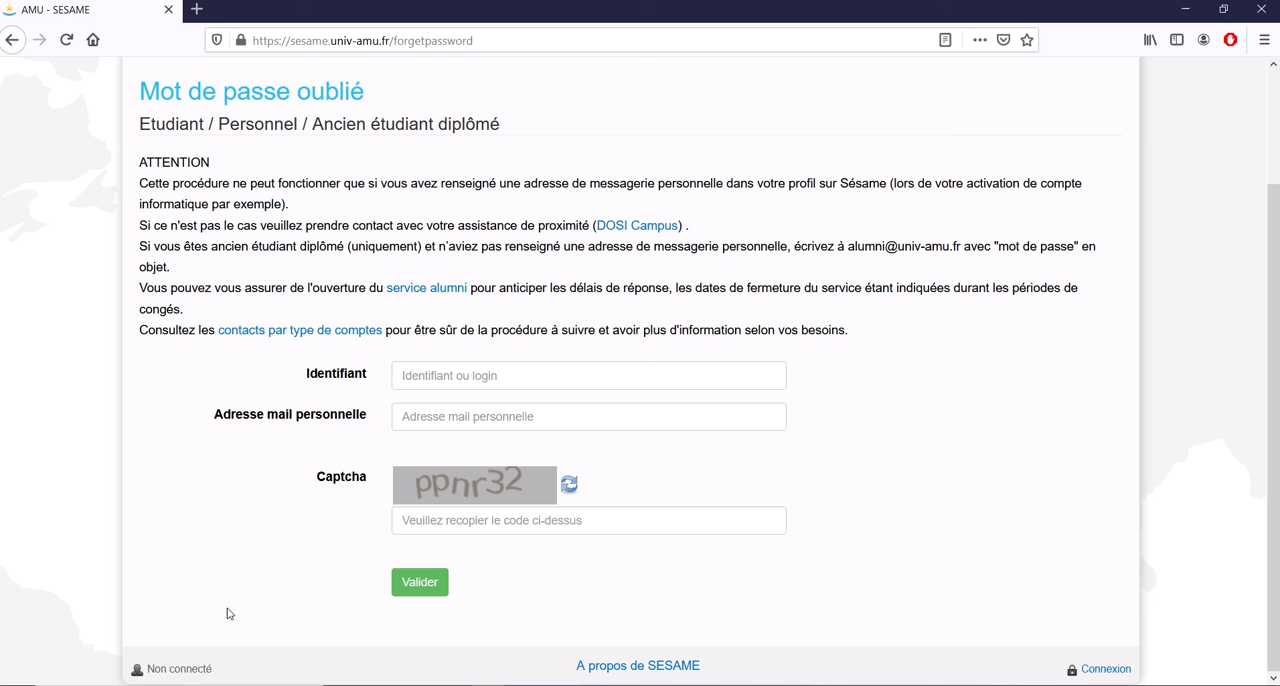 AMU - SESAME
https://sesame.univ-amu.fr/forgetpassword
Mot de passe oublié
Etudiant / Personnel / Ancien étudiant diplômé
ATTENTION
Cette procédure ne peut fonctionner que si vous avez renseigné une adresse de messagerie personnelle dans votre profil sur Sésame (lors de votre activation de compte
informatique par exemple).
Si ce n'est pas le cas veuillez prendre contact avec votre assistance de proximité (DOSI Campus) .
Si vous êtes ancien étudiant diplômé (uniquement) et n'aviez pas renseigné une adresse de messagerie personnelle, écrivez à alumni@univ-amu.fr avec "mot de passe" en
objet.
Vous pouvez vous assurer de l'ouverture du service alumni pour anticiper les délais de réponse, les dates de fermeture du service étant indiquées durant les périodes de
congés.
Consultez les contacts par type de comptes pour être sûr de la procédure à suivre et avoir plus d'information selon vos besoins.
Identifiant
Identifiant ou login
Adresse mail personnelle
Adresse mail personnelle
Captcha
ppnr32
Veuillez recopier le code ci-dessus
Valider
Non connecté
A propos de SESAME
Connexion